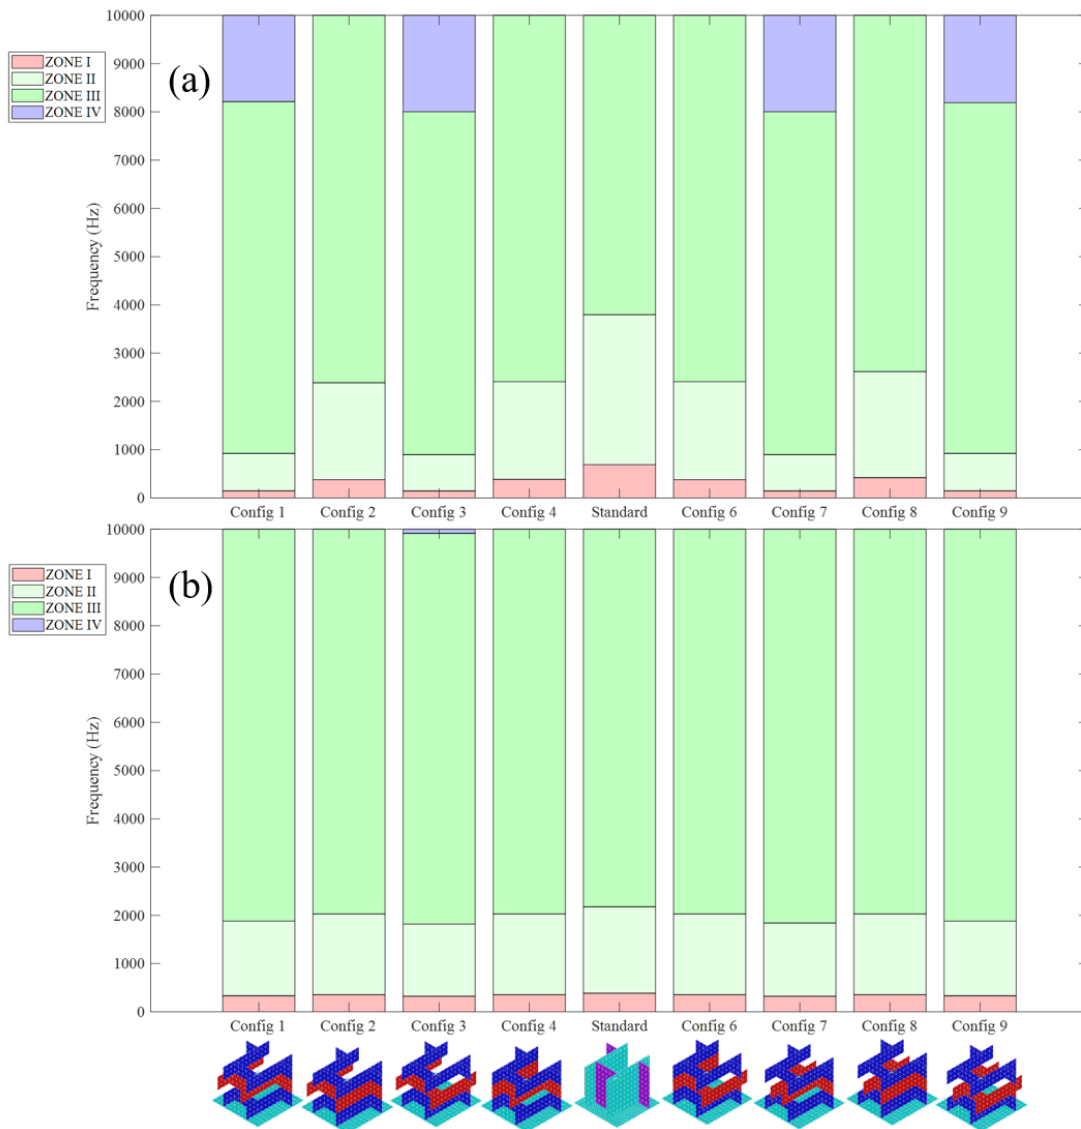 10000
9000
8000
7000
6000
5000
4000
3000
2000
1000
0
Frequency (Hz)
ZONE I
ZONE II
ZONE III
ZONE IV
(a)
Config 1 Config 2 Config 3 Config 4 Standard Config 6 Config 7 Config 8 Config 9
10000
9000
8000
7000
6000
5000
4000
3000
2000
1000
0
Frequency (Hz)
ZONE I
ZONE II
ZONE III
ZONE IV
(b)
Config 1 Config 2 Config 3 Config 4 Standard Config 6 Config 7 Config 8 Config 9